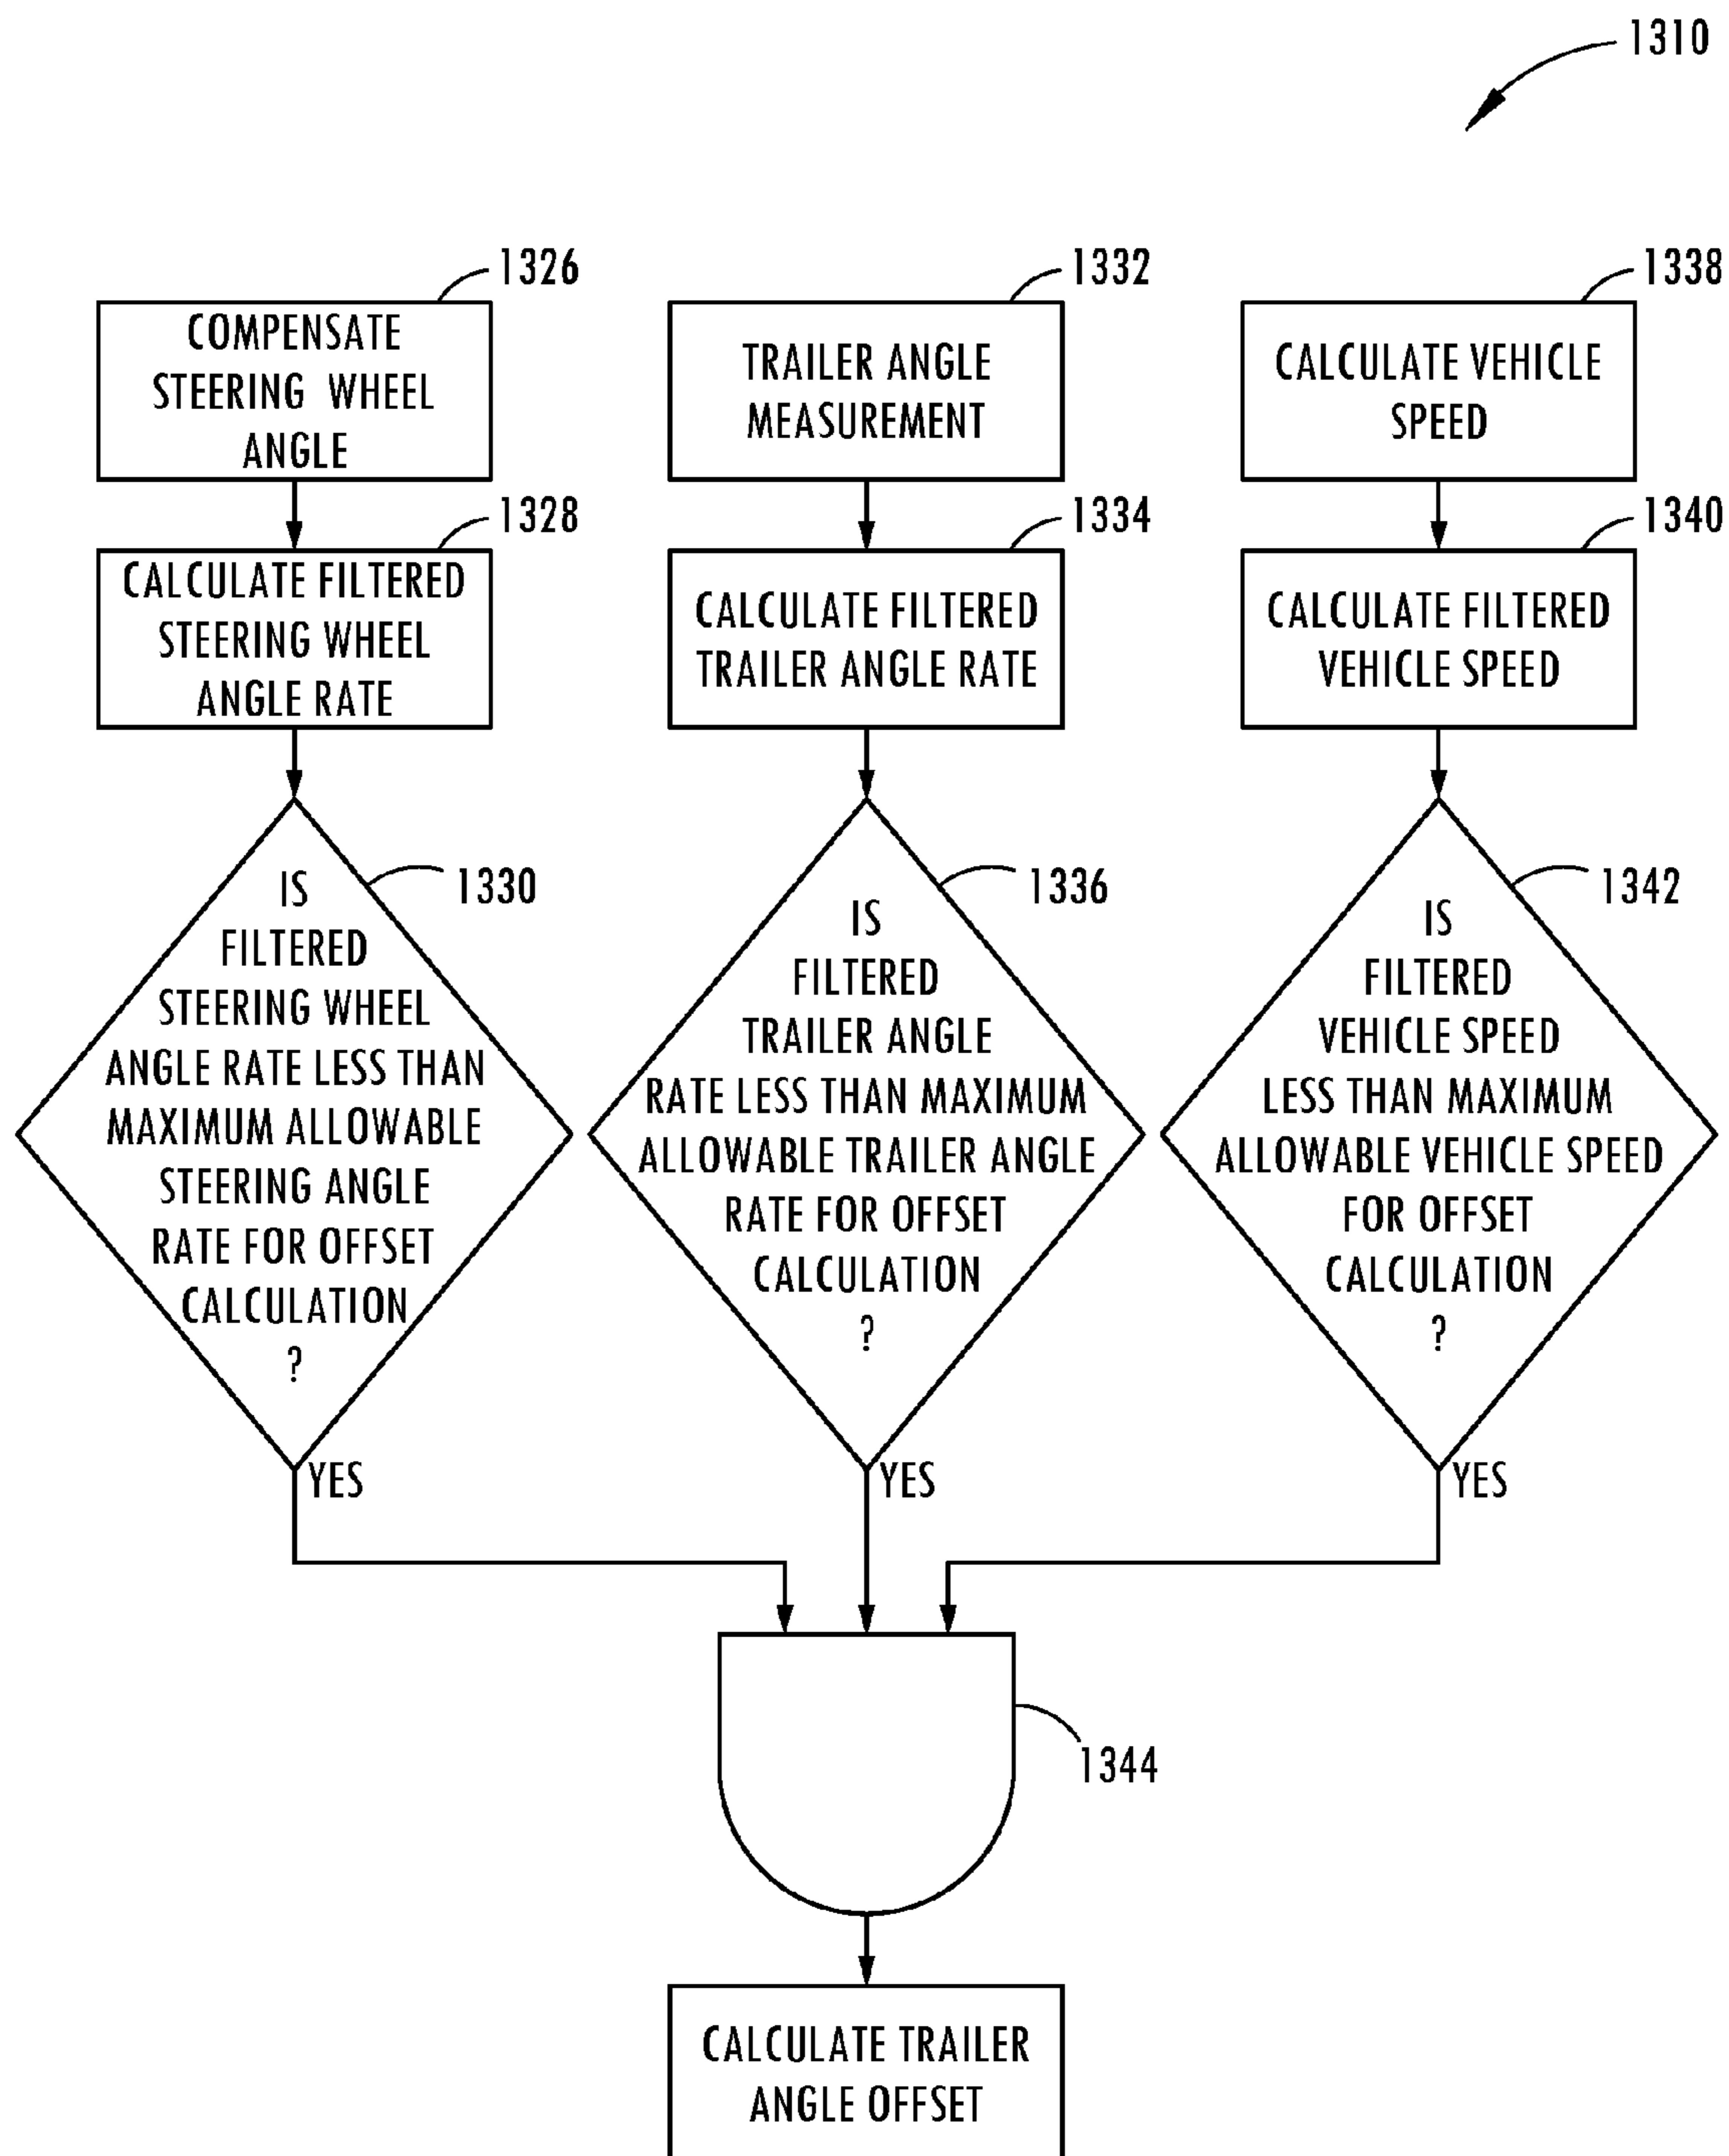 1310
1326
COMPENSATE
STEERING WHEEL
ANGLE
1332
TRAILER ANGLE
MEASUREMENT
1338
CALCULATE VEHICLE
SPEED
1328
CALCULATE FILTERED
STEERING WHEEL
ANGLE RATE
1334
CALCULATE FILTERED
TRAILER ANGLE RATE
1340
CALCULATE FILTERED
VEHICLE SPEED
1330
IS
FILTERED
STEERING WHEEL
ANGLE RATE LESS THAN
MAXIMUM ALLOWABLE
STEERING ANGLE
RATE FOR OFFSET
CALCULATION
?
YES
1336
IS
FILTERED
TRAILER ANGLE
RATE LESS THAN MAXIMUM
ALLOWABLE TRAILER ANGLE
RATE FOR OFFSET
CALCULATION
?
YES
1342
IS
FILTERED
VEHICLE SPEED
LESS THAN MAXIMUM
ALLOWABLE VEHICLE SPEED
FOR OFFSET
CALCULATION
?
YES
1344
CALCULATE TRAILER
ANGLE OFFSET